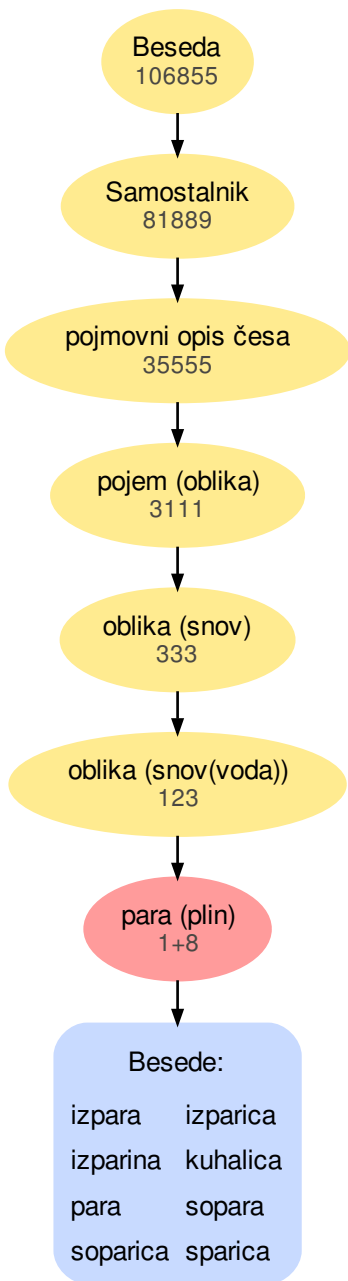 Beseda
106855
Samostalnik
81889
pojmovni opis česa
35555
pojem (oblika)
3111
oblika (snov)
333
oblika (snov(voda))
123
para (plin)
1+8
Besede:
izpara izparica
izparina kuhalica
para sopara
soparica sparica